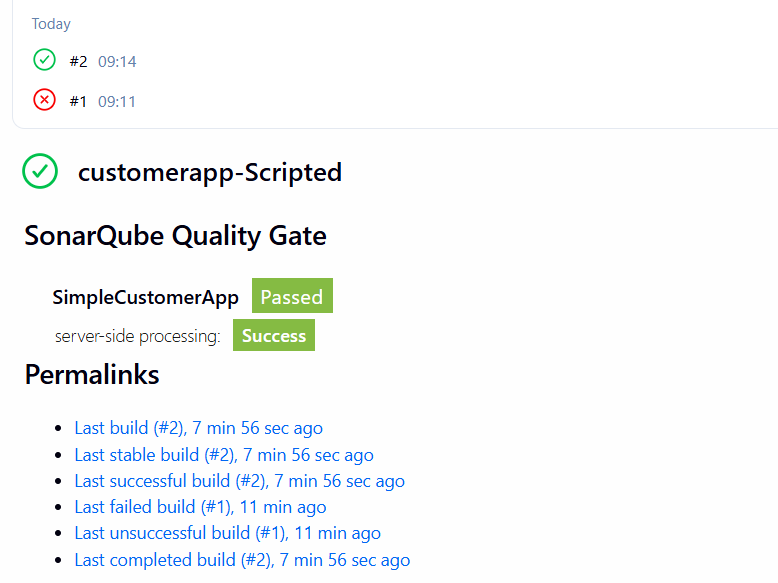 Today
#2 09:14
#1 09:11
customerapp-Scripted
SonarQube Quality Gate
SimpleCustomerApp Passed
server-side processing: Success
Permalinks
Last build (#2), 7 min 56 sec ago
Last stable build (#2), 7 min 56 sec ago
Last successful build (#2), 7 min 56 sec ago
Last failed build (#1), 11 min ago
Last unsuccessful build (#1), 11 min ago
Last completed build (#2), 7 min 56 sec ago